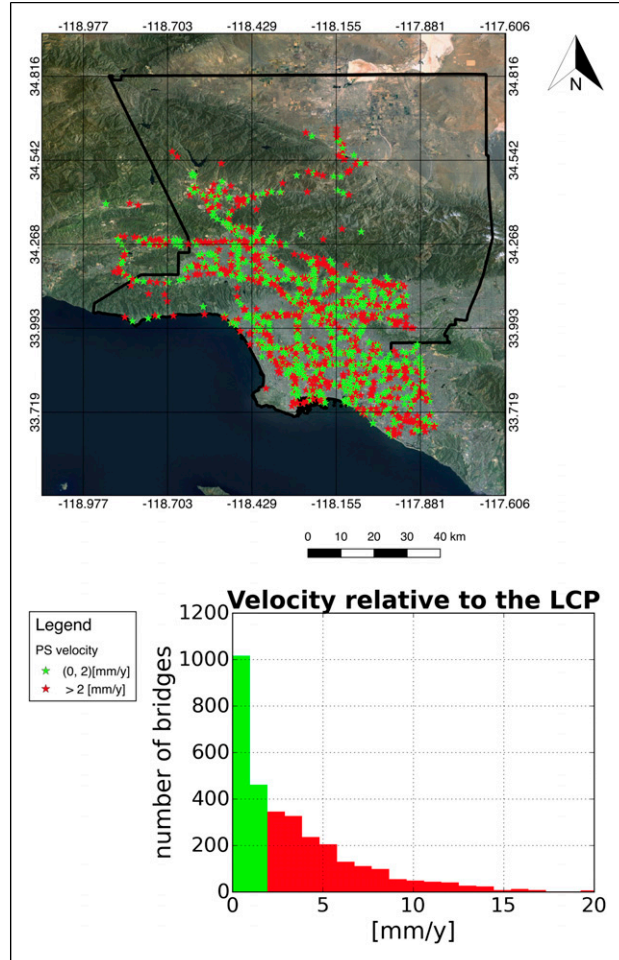 -118.977 -118.703 -118.429 -118.155 -117.881 -117.606
34.816 34.816
34.542 34.542
34.268 34.268
33.993 33.993
33.719 33.719
-118.977 -118.703 -118.429 -118.155 -117.881 -117.606
N
0 10 20 30 40 km
Legend
PS velocity
(0, 2)[mm/y]
> 2 [mm/y]
Velocity relative to the LCP
number of bridges
1200
1000
800
600
400
200
0
0 5 10 15 20
[mm/y]